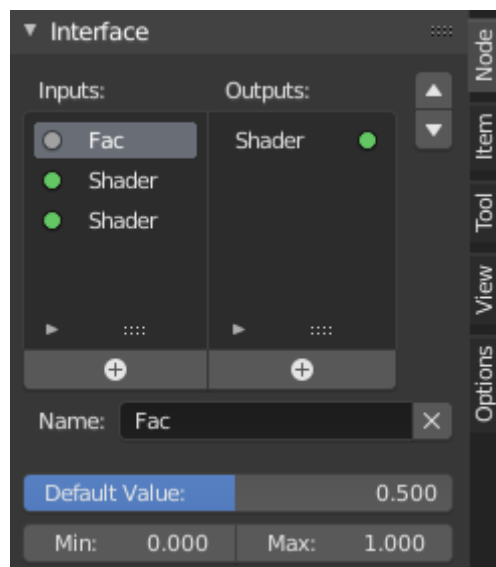 Interface
Inputs: Outputs:
Fac Shader
Shader
Shader
Name: Fac
Default Value: 0.500
Min: 0.000 Max: 1.000
Node
Item
Tool
View
Options